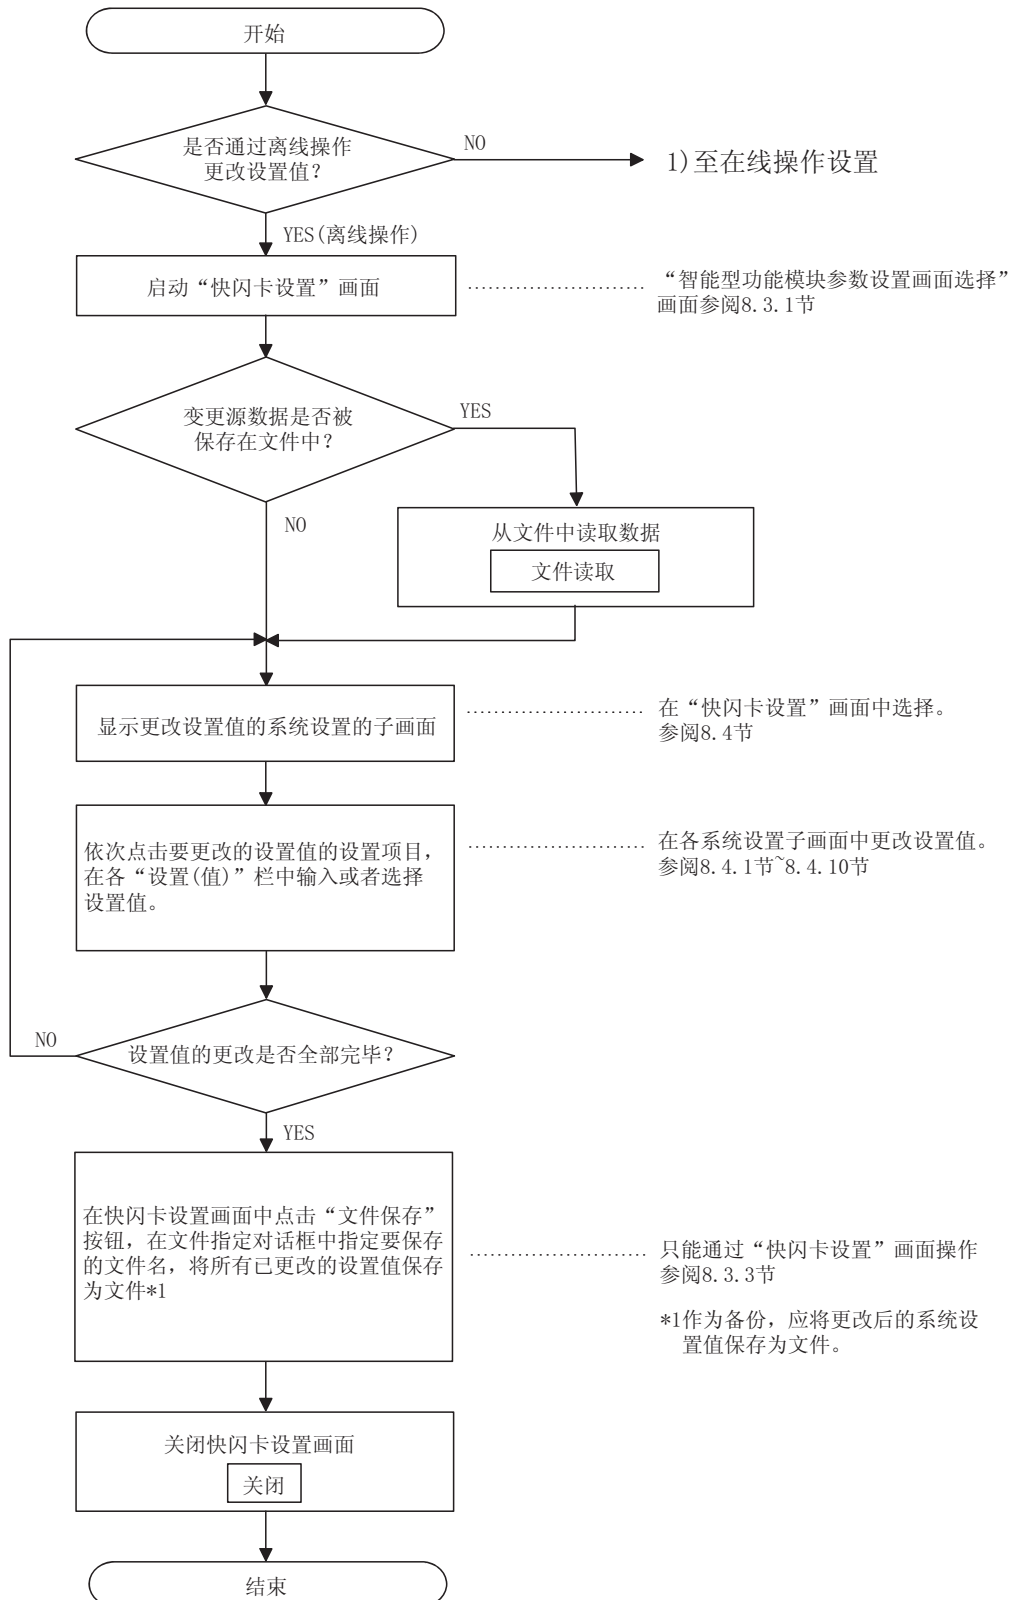 开始
是否通过离线操作
更改设置值?
NO
1)至在线操作设置
YES(离线操作)
启动“快闪卡设置”画面
“智能型功能模块参数设置画面选择”
画面参阅8.3.1节
变更源数据是否被
保存在文件中?
YES
NO
从文件中读取数据
文件读取
显示更改设置值的系统设置的子画面
在“快闪卡设置”画面中选择。
参阅8.4节
依次点击要更改的设置值的设置项目,
在各“设置(值)”栏中输入或者选择
设置值。
在各系统设置子画面中更改设置值。
参阅8.4.1节~8.4.10节
NO
设置值的更改是否全部完毕?
YES
在快闪卡设置画面中点击“文件保存”
按钮,在文件指定对话框中指定要保存
的文件名,将所有已更改的设置值保存
为文件*1
只能通过“快闪卡设置”画面操作
参阅8.3.3节
*1作为备份,应将更改后的系统设
置值保存为文件。
关闭快闪卡设置画面
关闭
结束